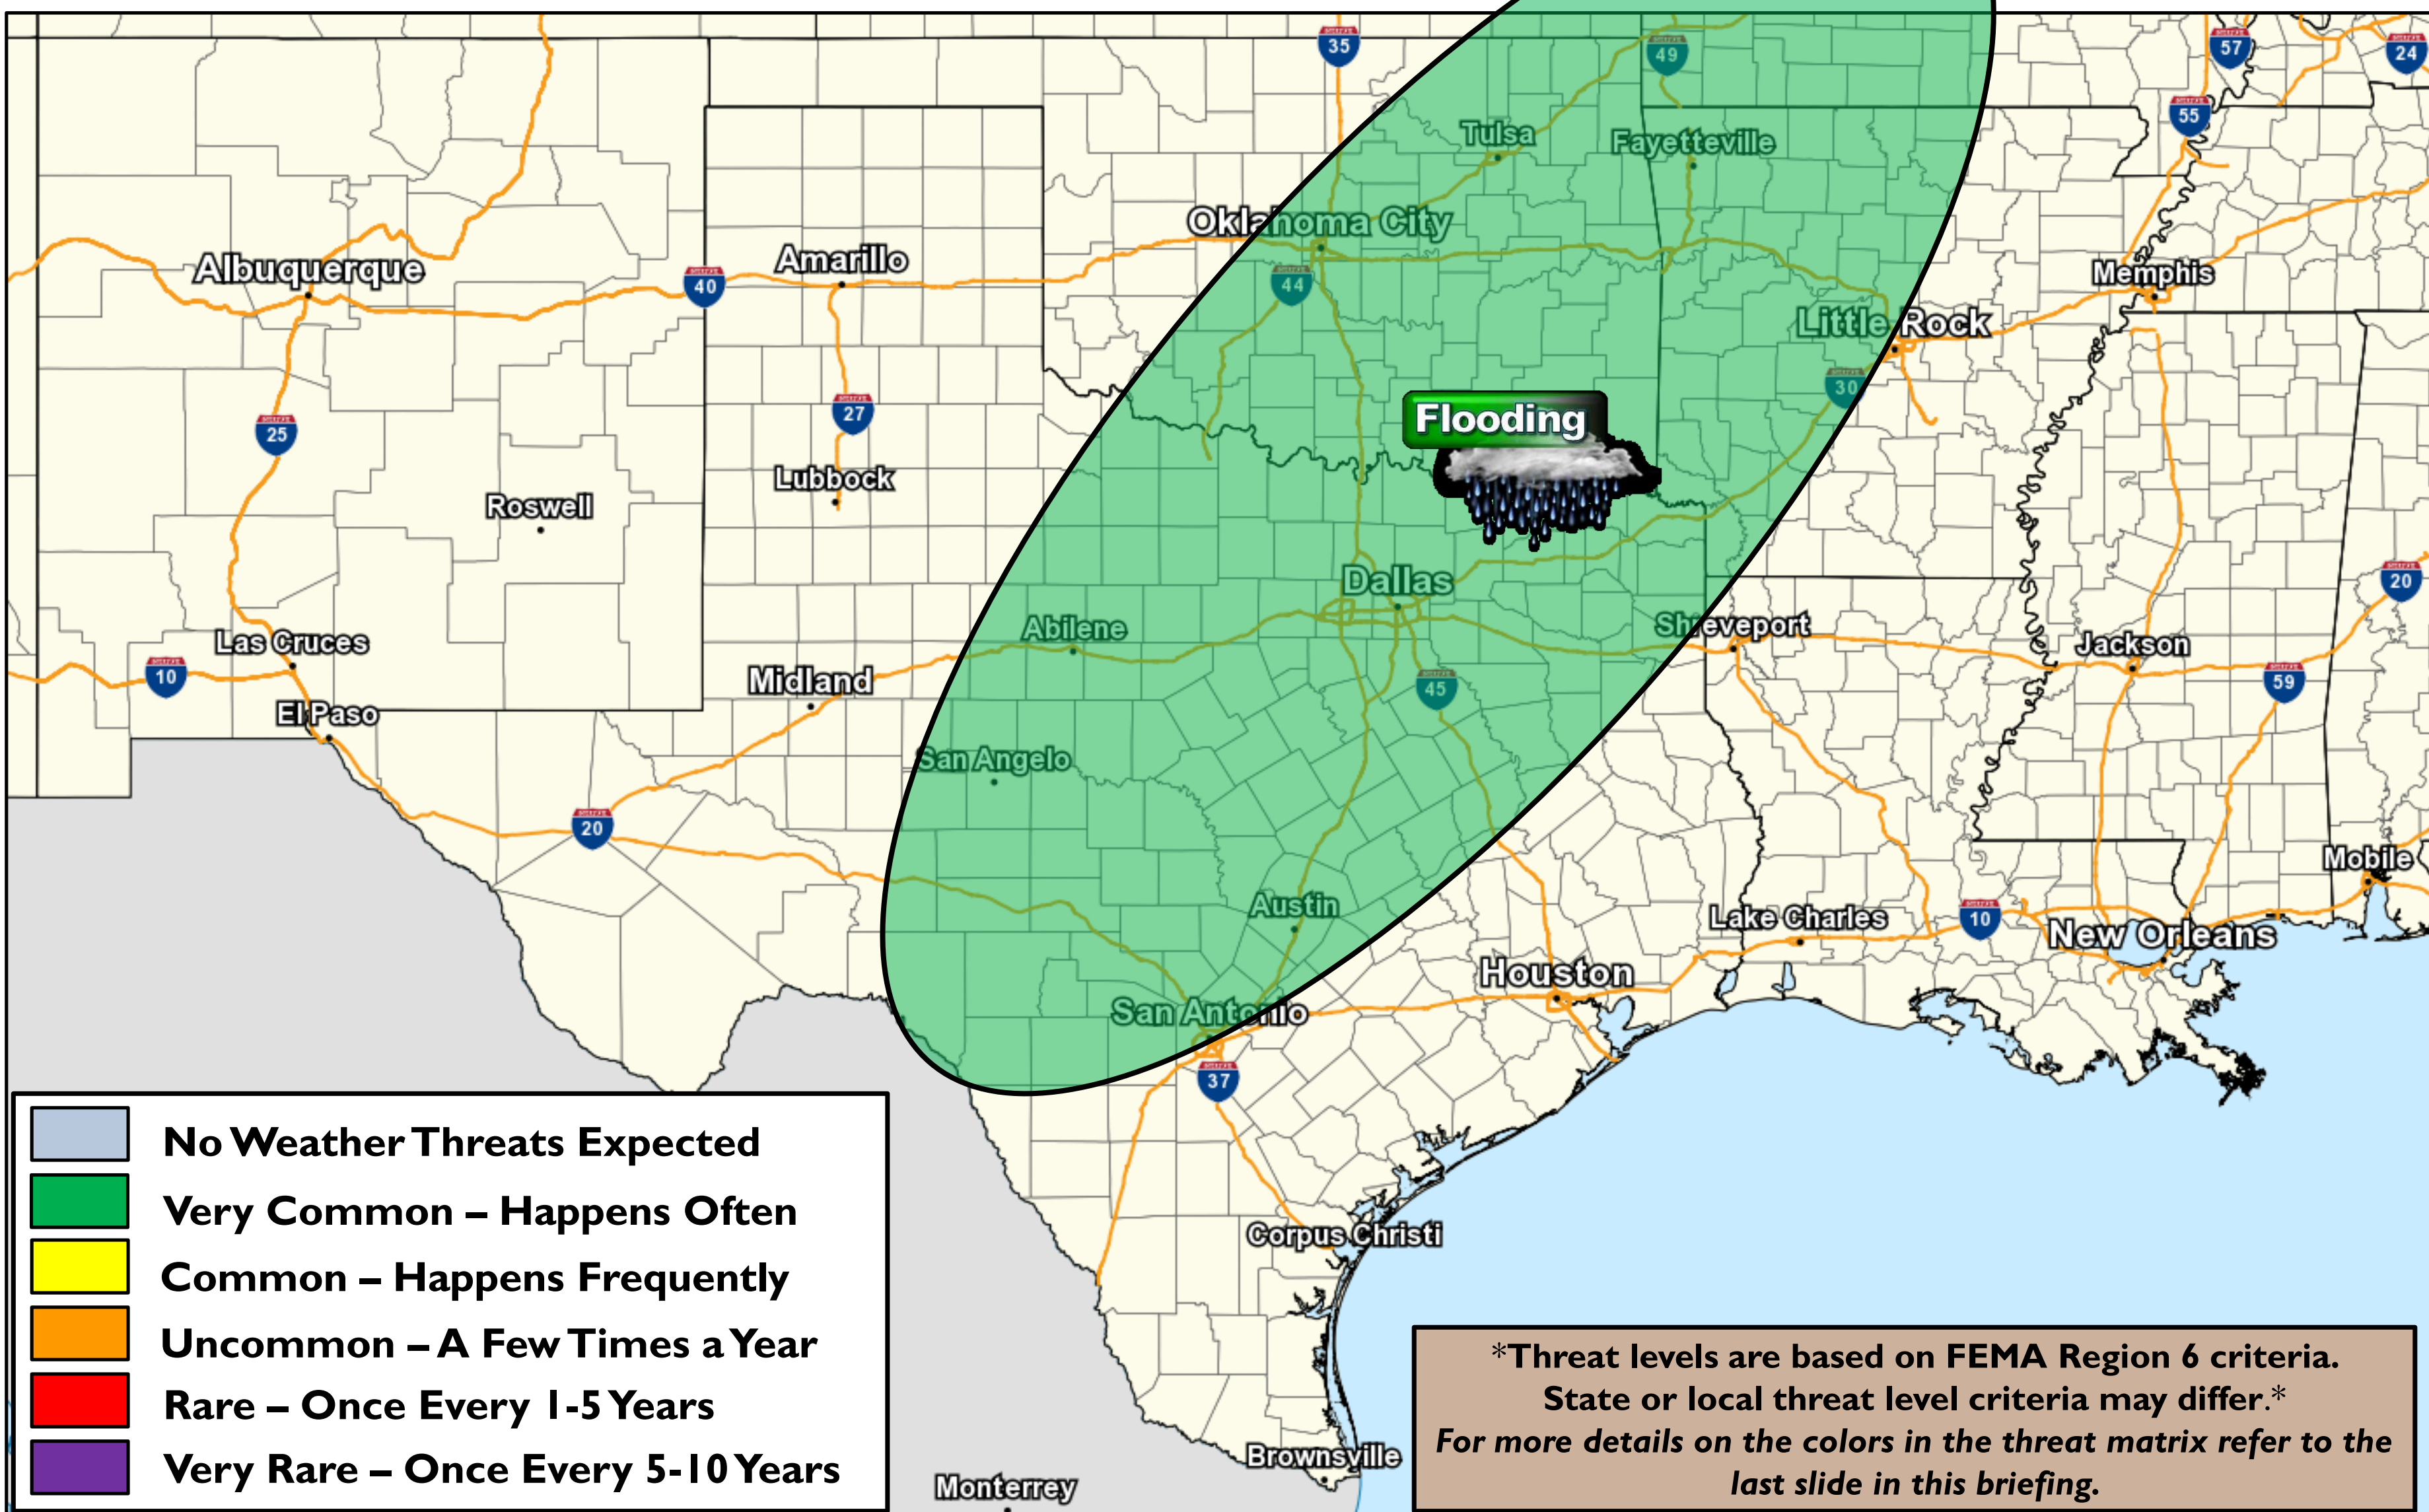 35
49
57
24
55
Tulsa
Fayetteville
Oklahoma City
Albuquerque
Amarillo
40
44
Memphis
Little Rock
30
27
25
Flooding
Lubbock
Roswell
Dallas
20
Abilene
Shreveport
Las Cruces
Jackson
10
Midland
45
59
El Paso
San Angelo
20
Mobile
Austin
Lake Charles
10
New Orleans
Houston
San Antonio
37
Corpus Christi
Brownsville
Monterrey
No Weather Threats Expected
Very Common – Happens Often
Common – Happens Frequently
Uncommon – A Few Times a Year
Rare – Once Every 1-5 Years
Very Rare – Once Every 5-10 Years
*Threat levels are based on FEMA Region 6 criteria.
State or local threat level criteria may differ.*
For more details on the colors in the threat matrix refer to the
last slide in this briefing.